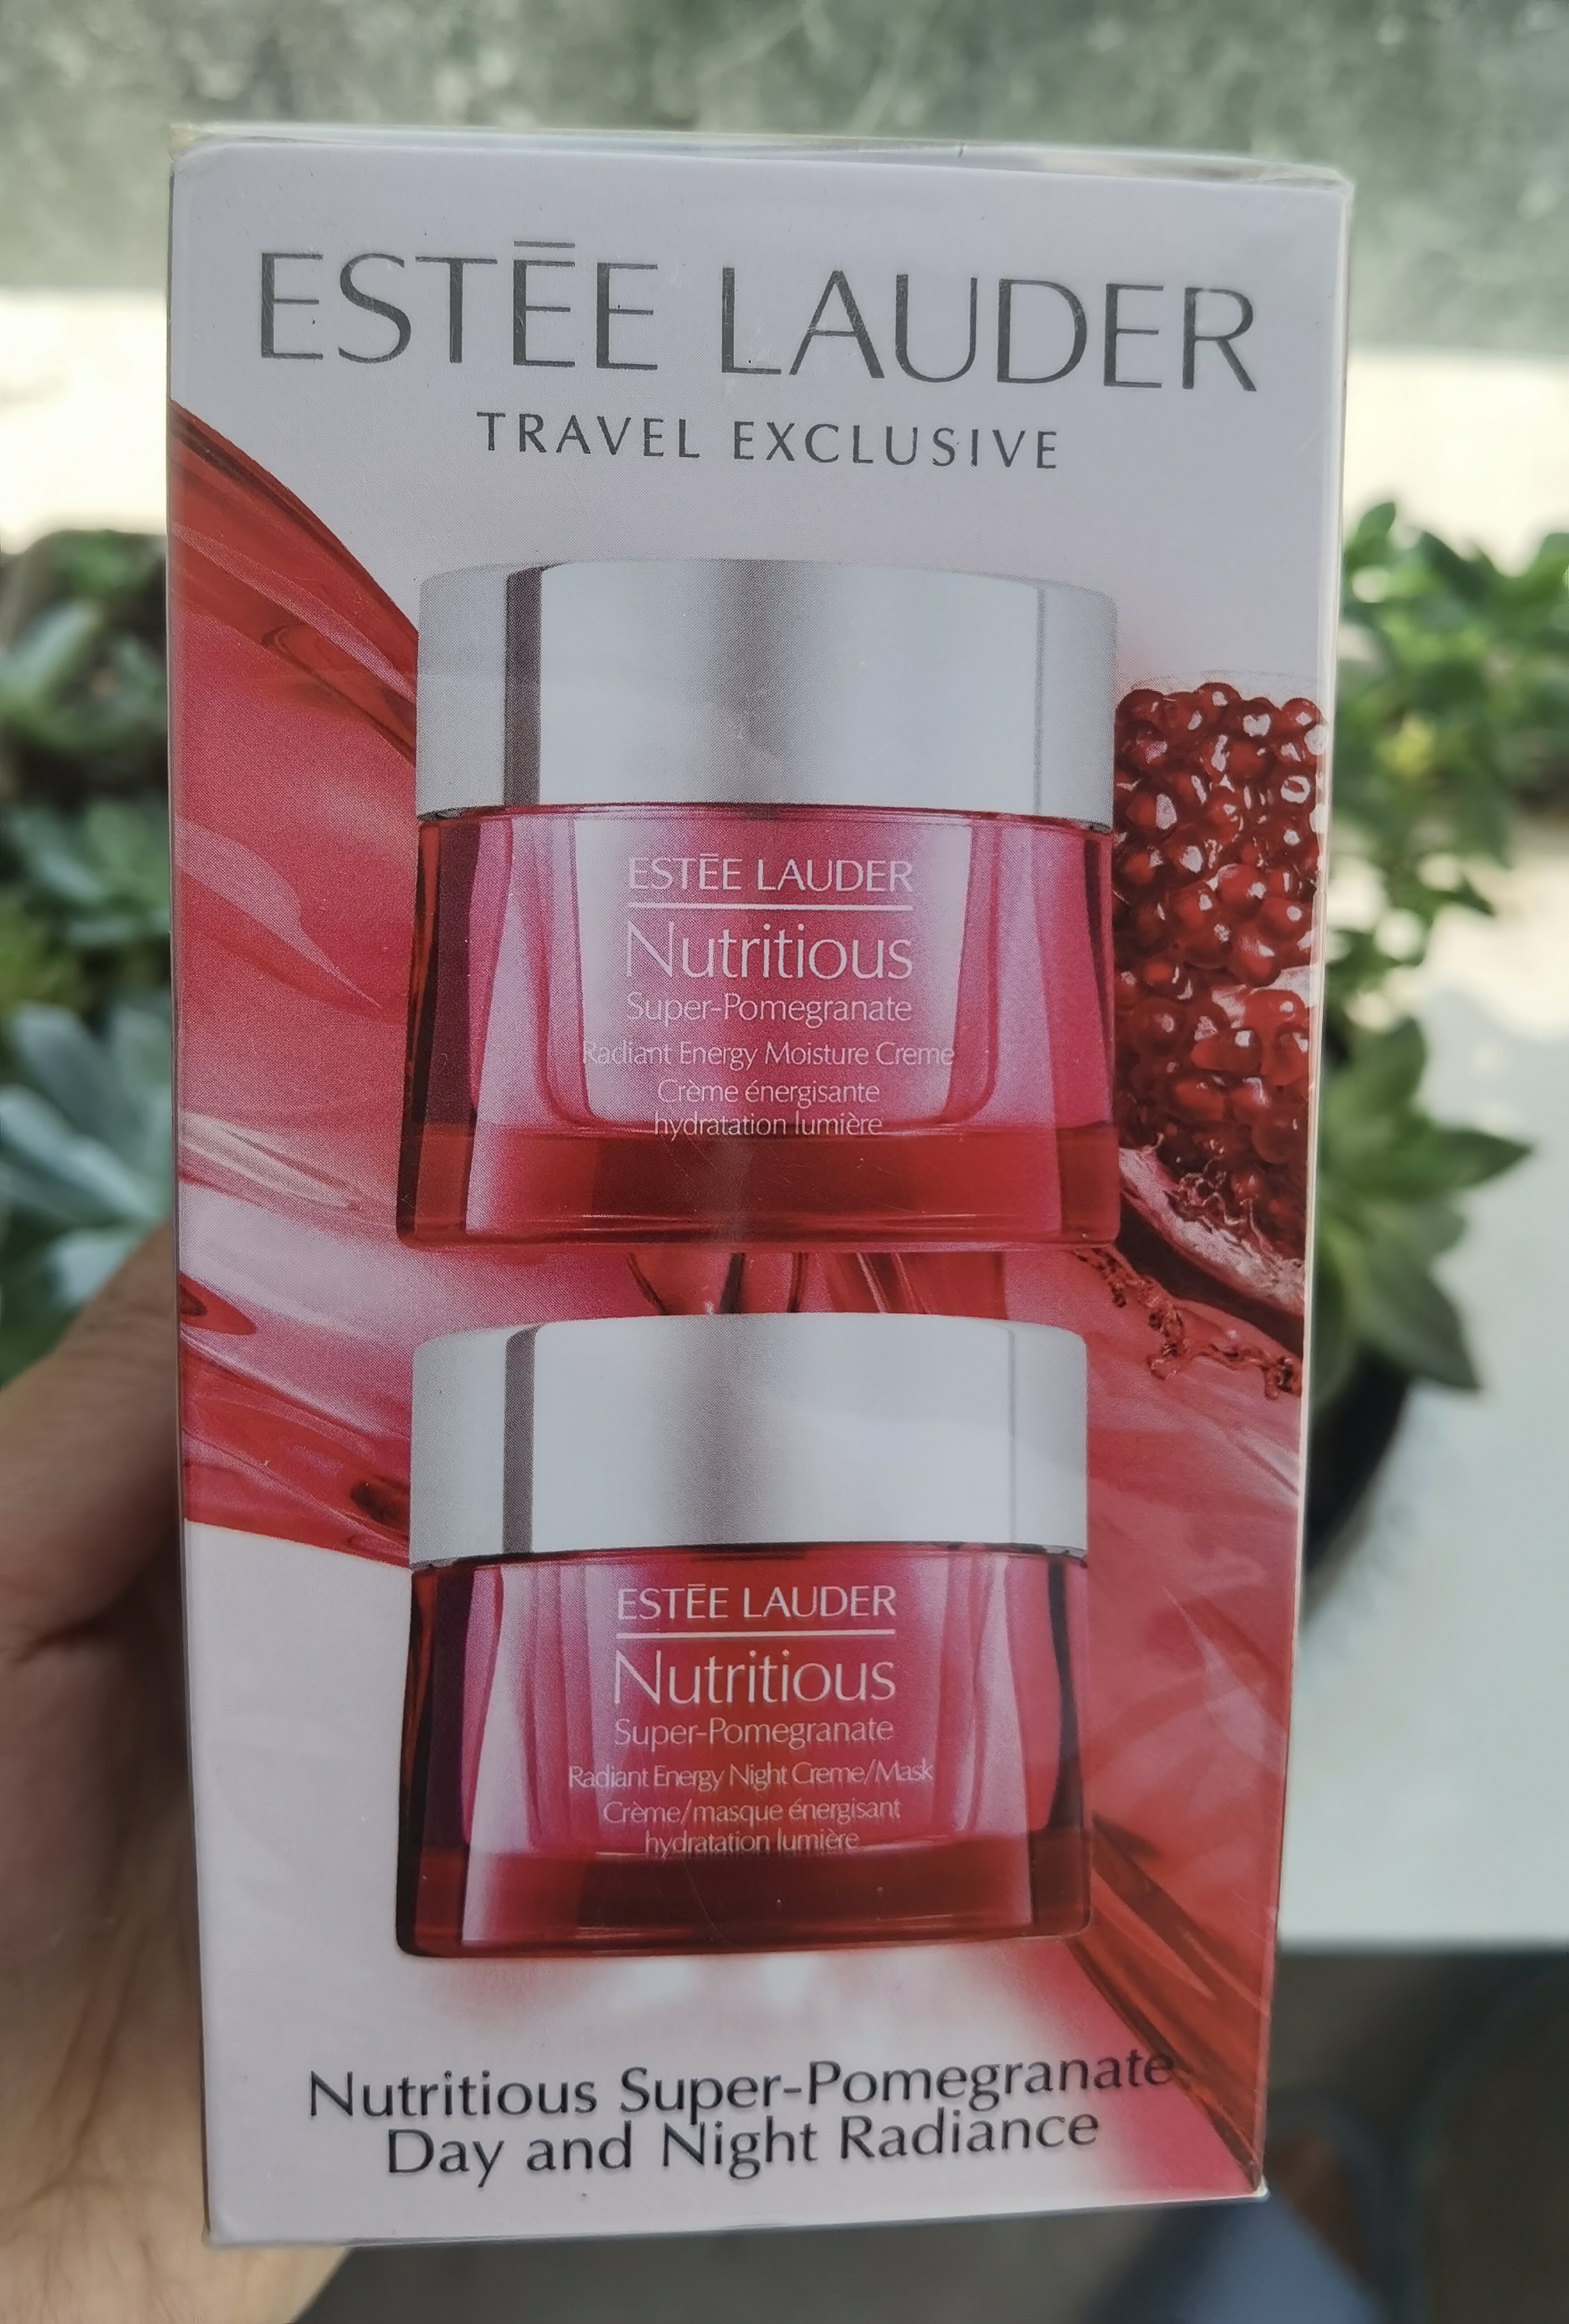 ESTĒE LAUDER
TRAVEL EXCLUSIVE
ESTĒE LAUDER
Nutritious
Super-Pomegranate
Radiant Energy Moisture Creme
Crème énergisante
hydratation lumière
ESTĒE LAUDER
Nutritious
Super-Pomegranate
Radiant Energy Night Creme/Mask
Crème/masque énergisant
hydratation lumière
Nutritious Super-Pomegranate
Day and Night Radiance